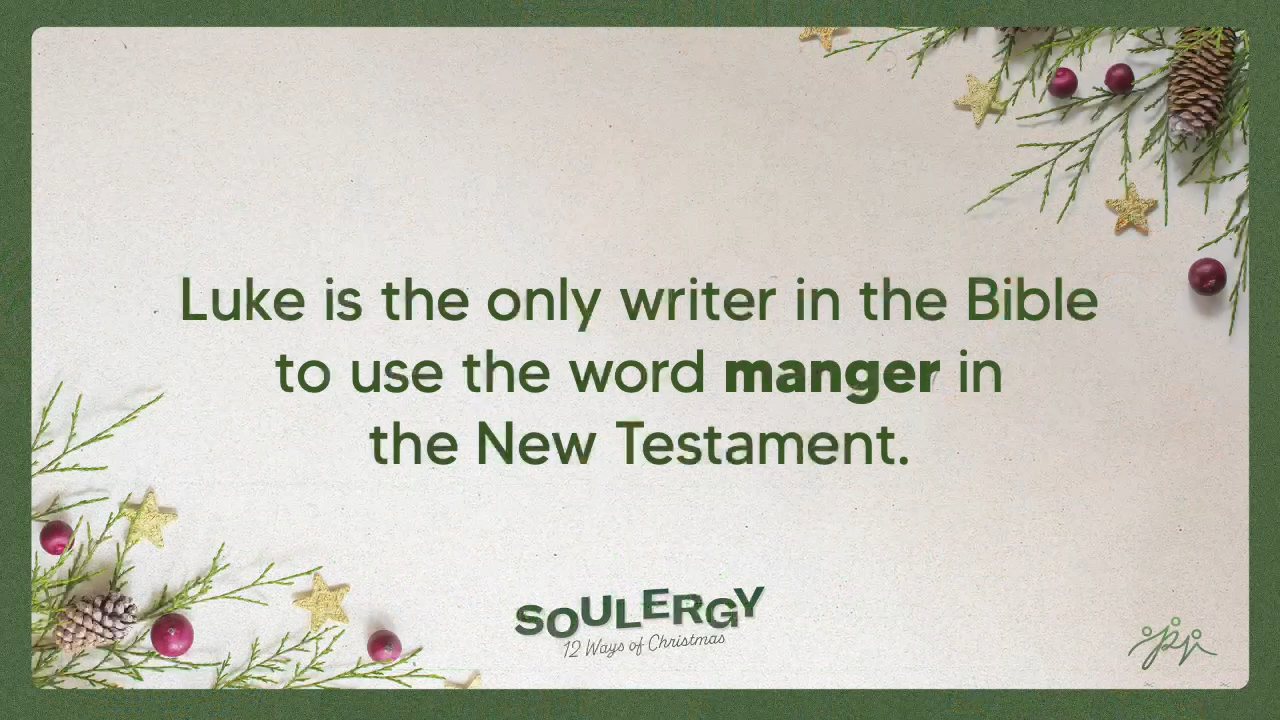 Luke is the only writer in the Bible
to use the word manger in
the New Testament.
SOULERGY
12 Ways of Christmas